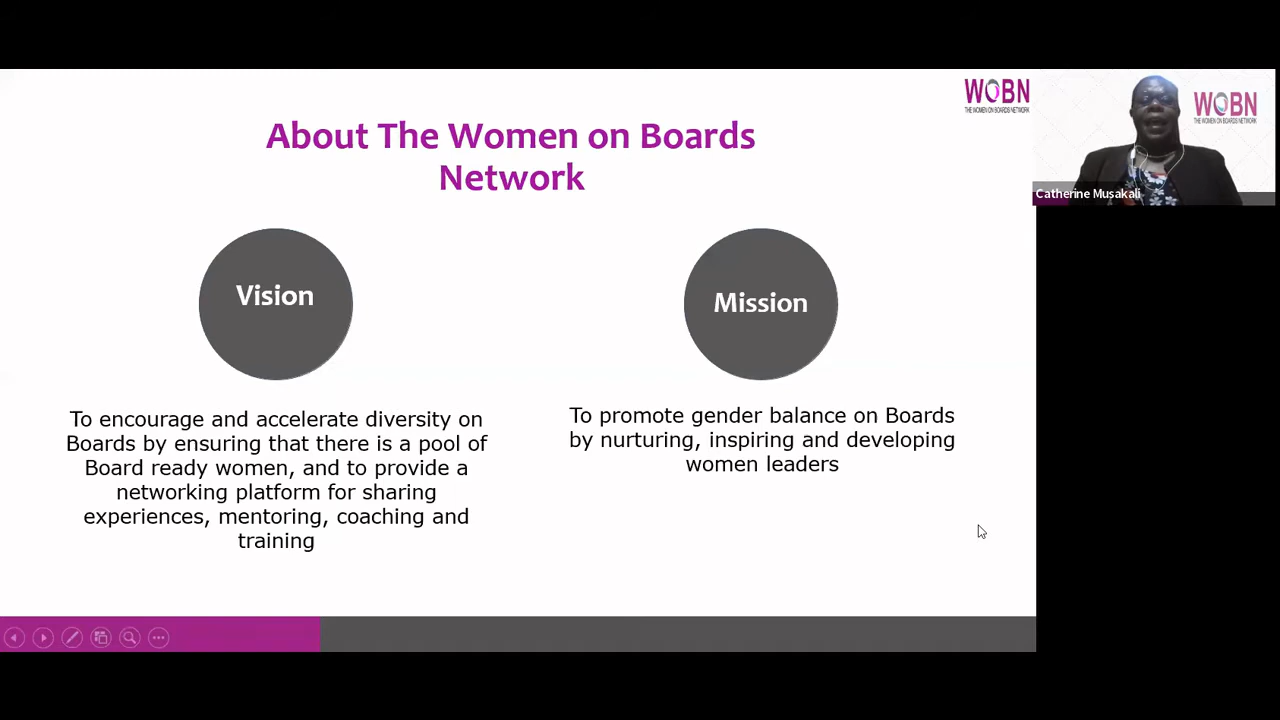 About The Women on Boards
Network
WOBN
THE WOMEN ON BOARDS NETWORK
WOBN
THE WOMEN ON BOARDS NETWORK
Catherine Musakali
Vision
To encourage and accelerate diversity on
Boards by ensuring that there is a pool of
Board ready women, and to provide a
networking platform for sharing
experiences, mentoring, coaching and
training
Mission
To promote gender balance on Boards
by nurturing, inspiring and developing
women leaders